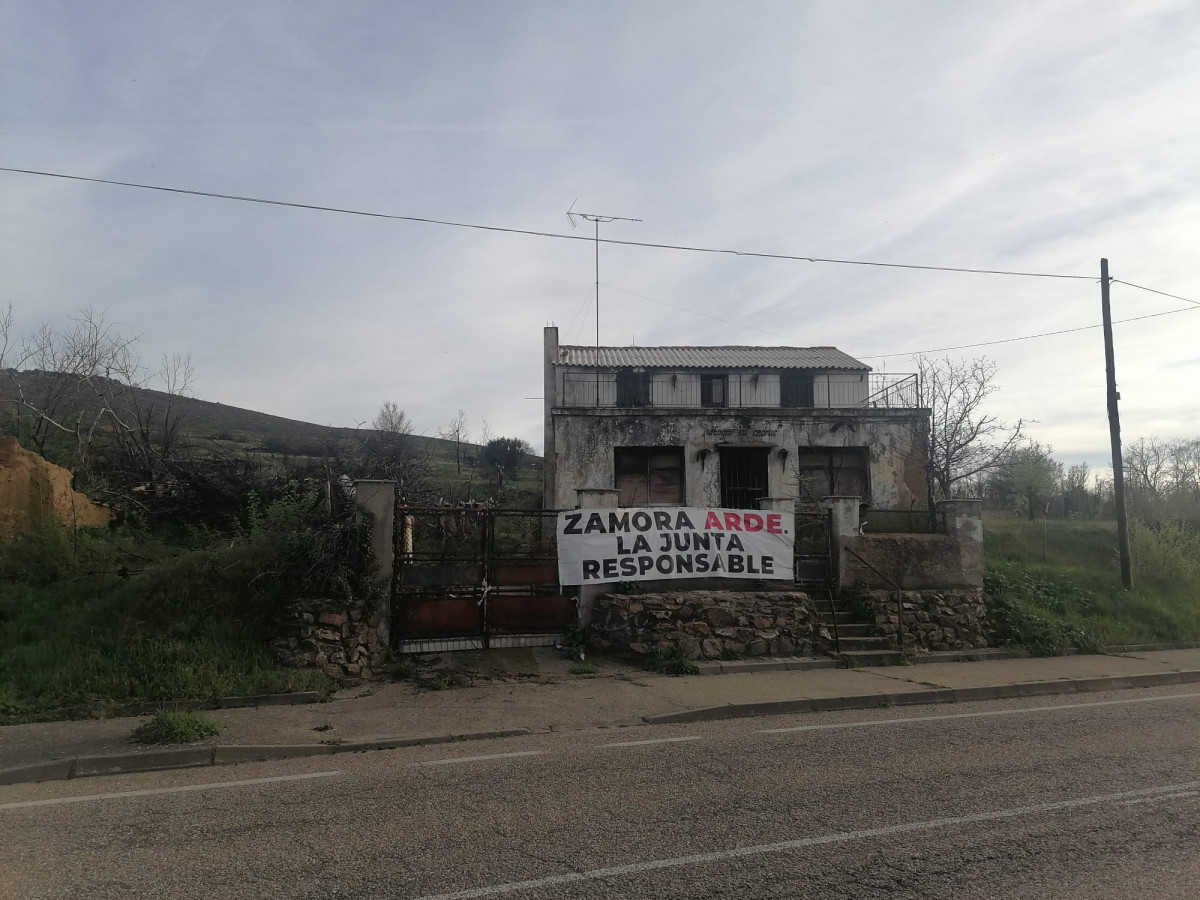 ZAMORA ARDE.
LA JUNTA
RESPONSABLE